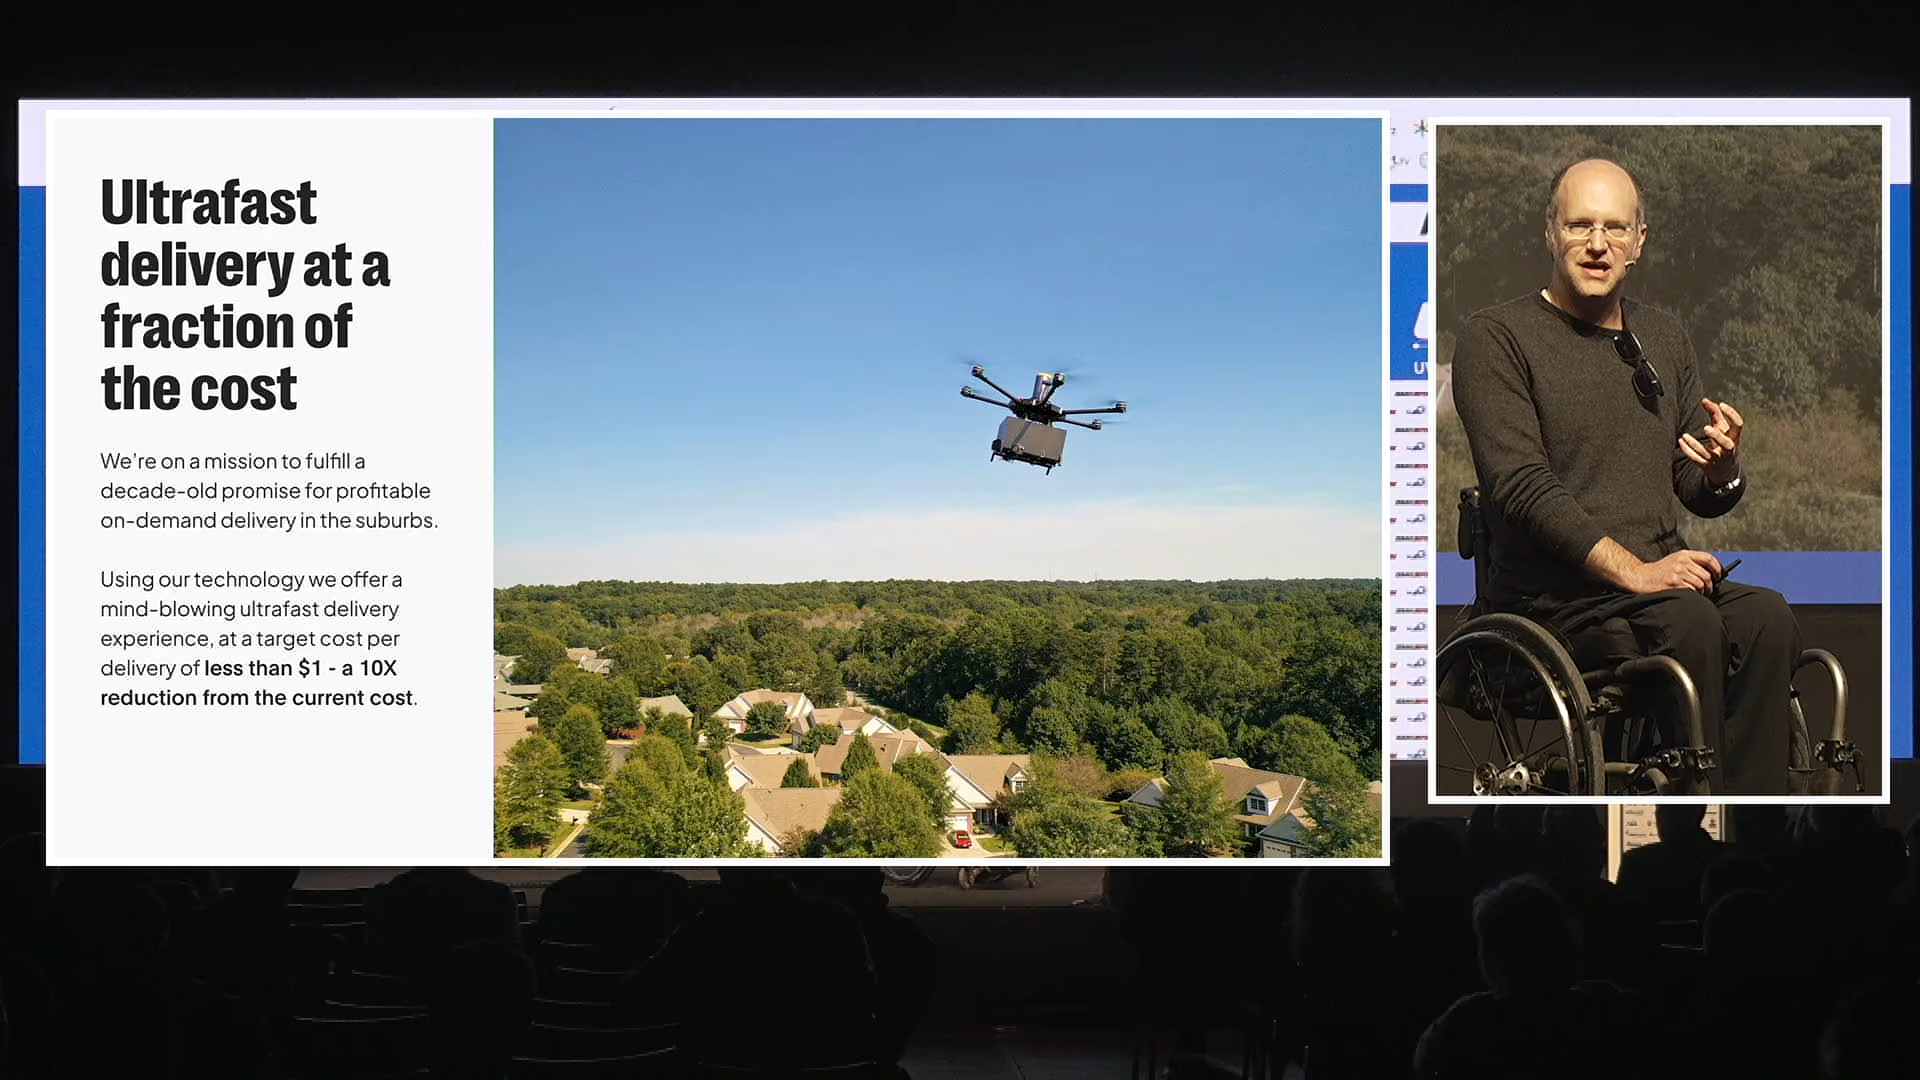 Ultrafast
delivery at a
fraction of
the cost
We’re on a mission to fulfill a
decade-old promise for profitable
on-demand delivery in the suburbs.
Using our technology we offer a
mind-blowing ultrafast delivery
experience, at a target cost per
delivery of less than $1 - a 10X
reduction from the current cost.